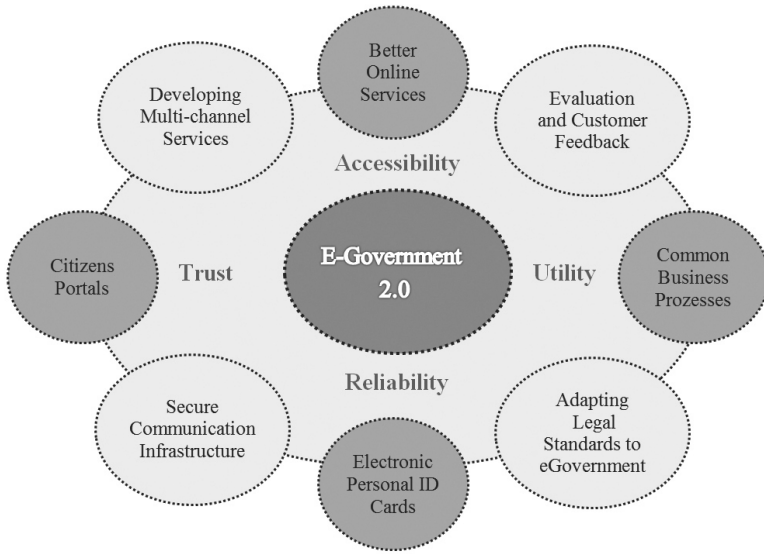 Better
Online
Services
Developing
Multi-channel
Services
Evaluation
and Customer
Feedback
Accessibility
Citizens
Portals
Trust
E-Government
2.0
Utility
Common
Business
Prozesses
Reliability
Secure
Communication
Infrastructure
Adapting
Legal
Standards to
eGovernment
Electronic
Personal ID
Cards